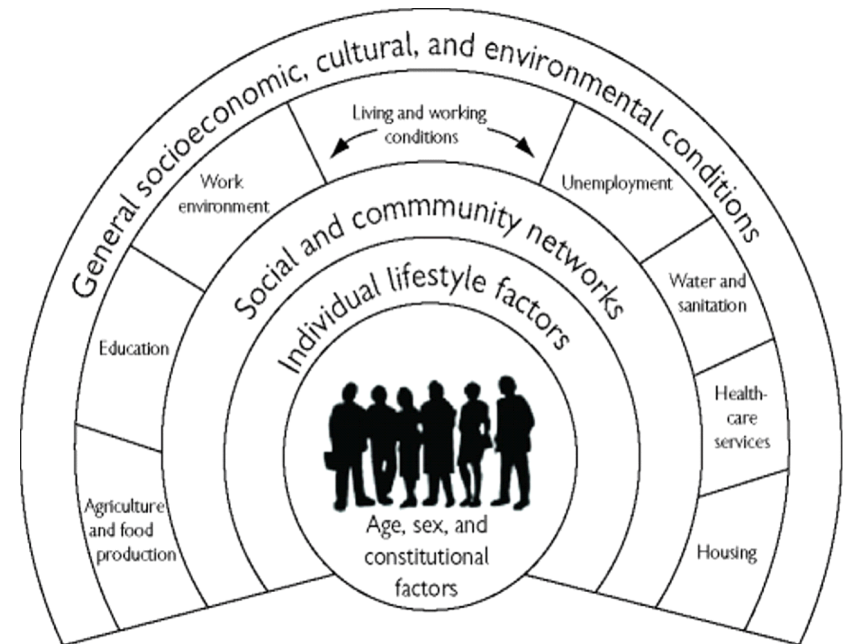 General socioeconomic, cultural, and environmental conditions
Living and working
conditions
Work
environment
Unemployment
Social and commmunity networks
Water and
sanitation
Individual lifestyle factors
Education
Health-
care
services
Agriculture
and food
production
Housing
Age, sex, and
constitutional
factors